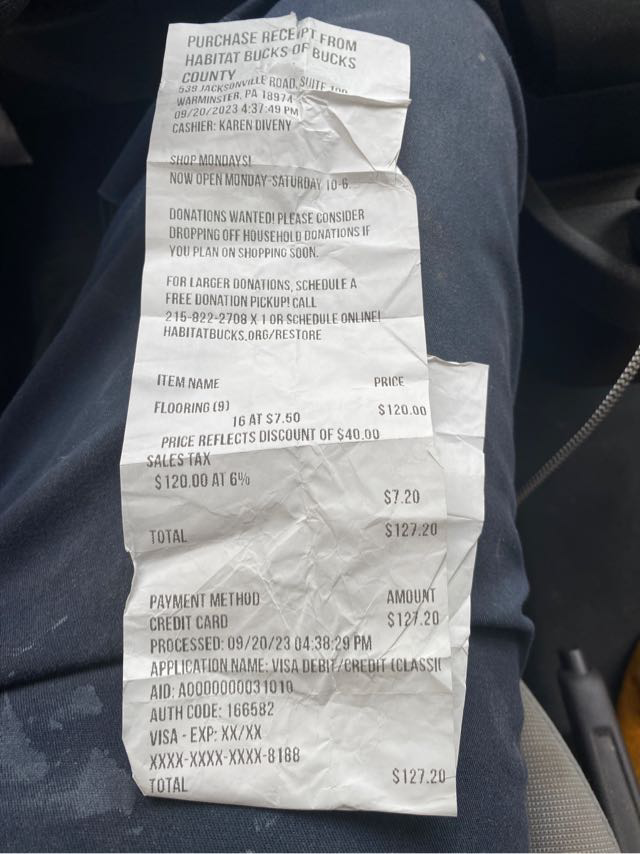 PURCHASE RECEIPT FROM
HABITAT BUCKS OF BUCKS
COUNTY
539 JACKSONVILLE ROAD, SUITE 100
WARMINSTER, PA 18974
09/20/2023 4:37:49 PM
CASHIER: KAREN DIVENY
SHOP MONDAYS!
NOW OPEN MONDAY-SATURDAY 10-6.
DONATIONS WANTED! PLEASE CONSIDER
DROPPING OFF HOUSEHOLD DONATIONS IF
YOU PLAN ON SHOPPING SOON.
FOR LARGER DONATIONS, SCHEDULE A
FREE DONATION PICKUP! CALL
215-822-2708 X 1 OR SCHEDULE ONLINE!
HABITATBUCKS.ORG/RESTORE
ITEM NAME PRICE
FLOORING (9) $120.00
16 AT $7.50
PRICE REFLECTS DISCOUNT OF $40.00
SALES TAX
$120.00 AT 6%
$7.20
TOTAL $127.20
PAYMENT METHOD AMOUNT
CREDIT CARD $127.20
PROCESSED: 09/20/23 04:38:29 PM
APPLICATION NAME: VISA DEBIT/CREDIT (CLASSIC
AID: A0000000031010
AUTH CODE: 166582
VISA - EXP: XX/XX
XXXX-XXXX-XXXX-8188
TOTAL $127.20